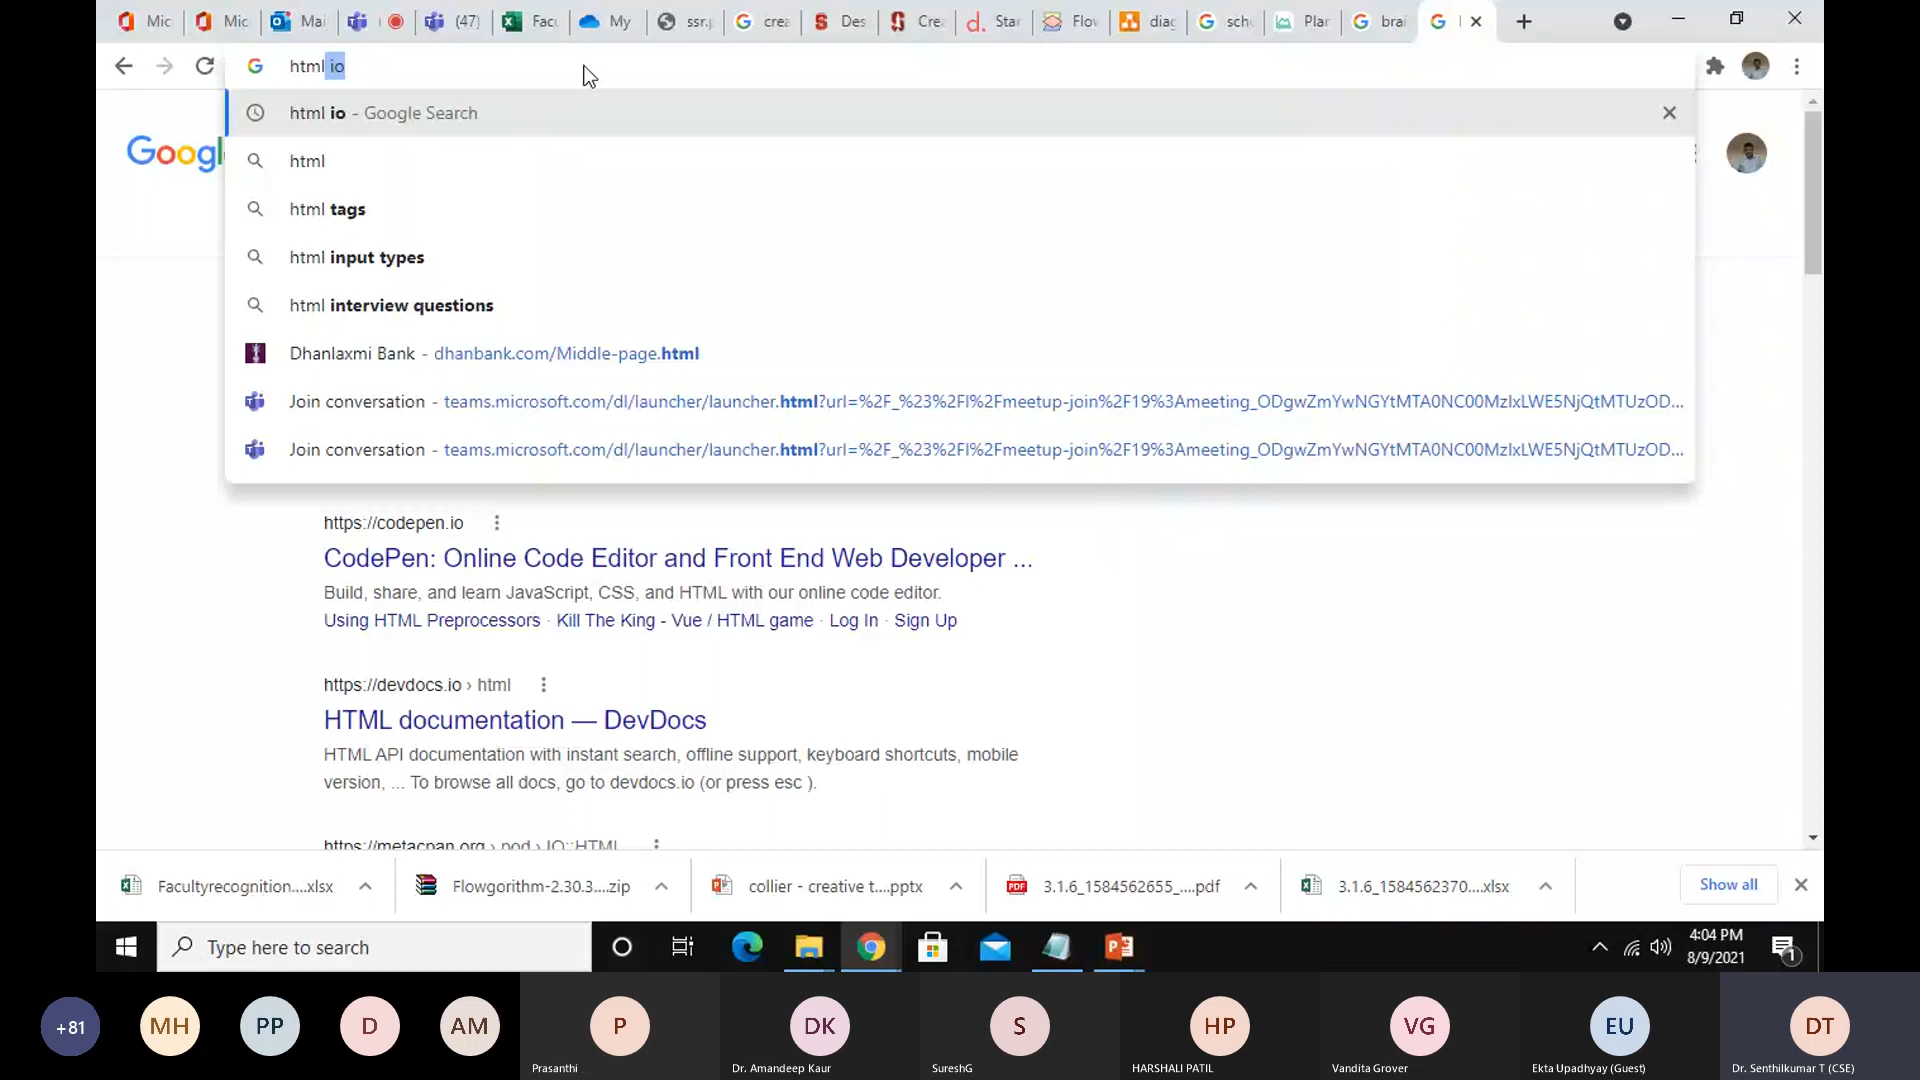 Mic
Mic
Mai
(47)
Facu
My
ssr.p
crea
Des
Crea
Star
Flov
diag
scho
Plar
brai
html io
html io - Google Search
html
html tags
html input types
html interview questions
Dhanlaxmi Bank - dhanbank.com/Middle-page.html
Join conversation - teams.microsoft.com/dl/launcher/launcher.html?url=%2F_%23%2Fl%2Fmeetup-join%2F19%3Ameeting_ODgwZmYwNGYtMTA0NC00MzIxLWE5NjQtMTUzOD...
Join conversation - teams.microsoft.com/dl/launcher/launcher.html?url=%2F_%23%2Fl%2Fmeetup-join%2F19%3Ameeting_ODgwZmYwNGYtMTA0NC00MzIxLWE5NjQtMTUzOD...
Googl
https://codepen.io
CodePen: Online Code Editor and Front End Web Developer ...
Build, share, and learn JavaScript, CSS, and HTML with our online code editor.
Using HTML Preprocessors · Kill The King - Vue / HTML game · Log In · Sign Up
https://devdocs.io › html
HTML documentation — DevDocs
HTML API documentation with instant search, offline support, keyboard shortcuts, mobile
version, ... To browse all docs, go to devdocs.io (or press esc ).
https://metacpan.org › pod › IO::HTML
Facultyrecognition....xlsx
Flowgorithm-2.30.3....zip
collier - creative t....pptx
3.1.6_1584562655_....pdf
3.1.6_1584562370....xlsx
Show all
Type here to search
4:04 PM
8/9/2021
1
+81
MH
PP
D
AM
P
DK
S
HP
VG
EU
DT
Prasanthi
Dr. Amandeep Kaur
SureshG
HARSHALI PATIL
Vandita Grover
Ekta Upadhyay (Guest)
Dr. Senthilkumar T (CSE)